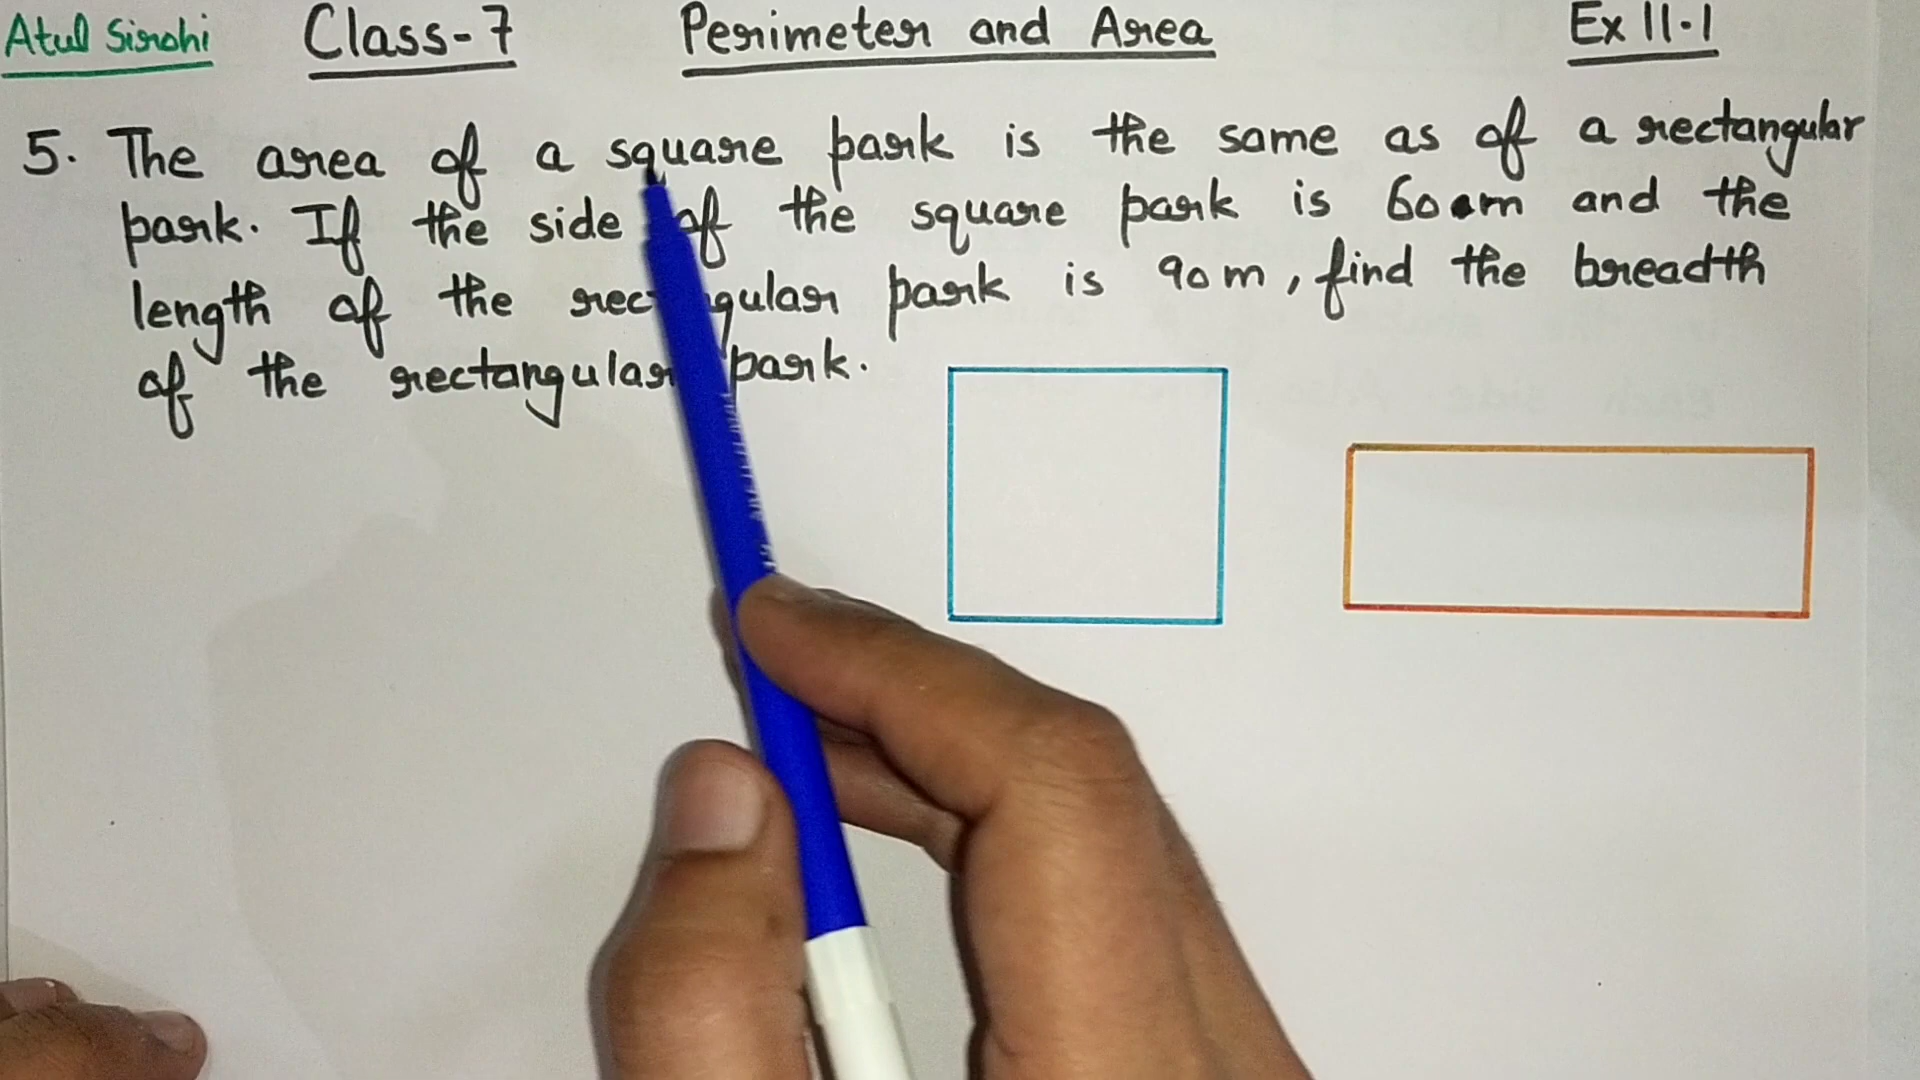 Atul Sirohi Class-7 Perimeter and Area Ex 11.1
5. The area of a square park is the same as of a rectangular
park. If the side of the square park is 60 m and the
length of the rectangular park is 90 m, find the breadth
of the rectangular park.